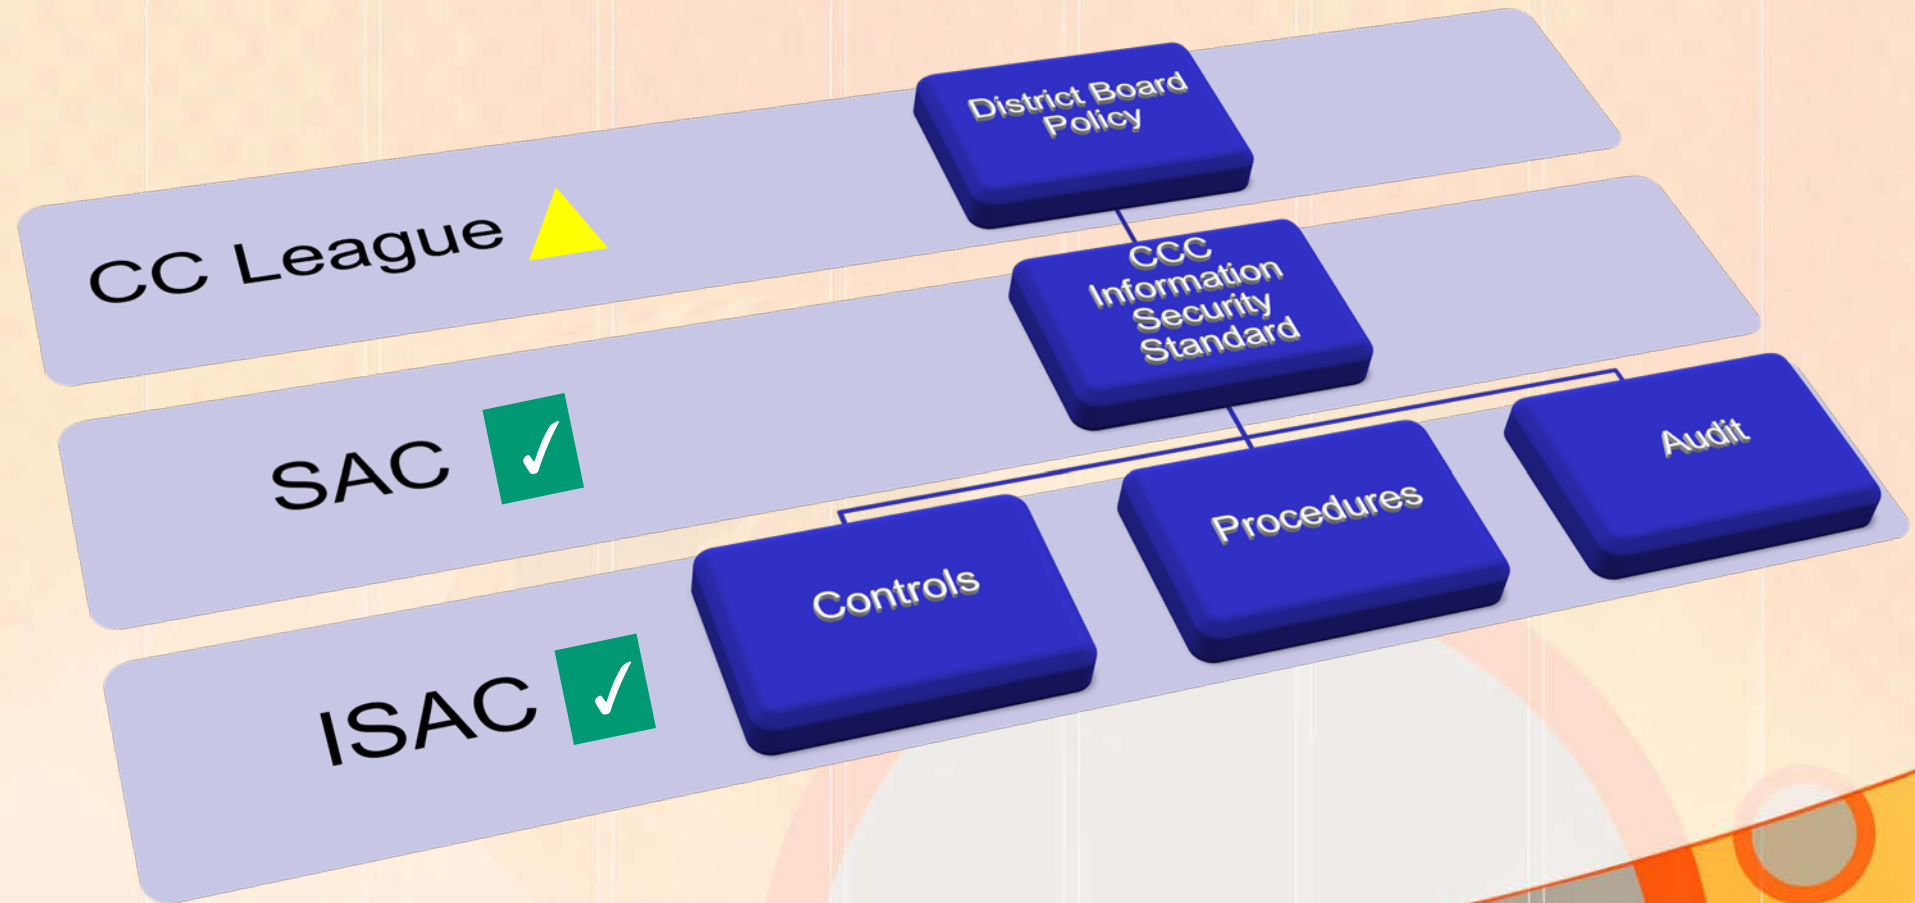 District Board
Policy
CC League
CCC
Information
Security
Standard
SAC ✓
Audit
Procedures
Controls
ISAC ✓